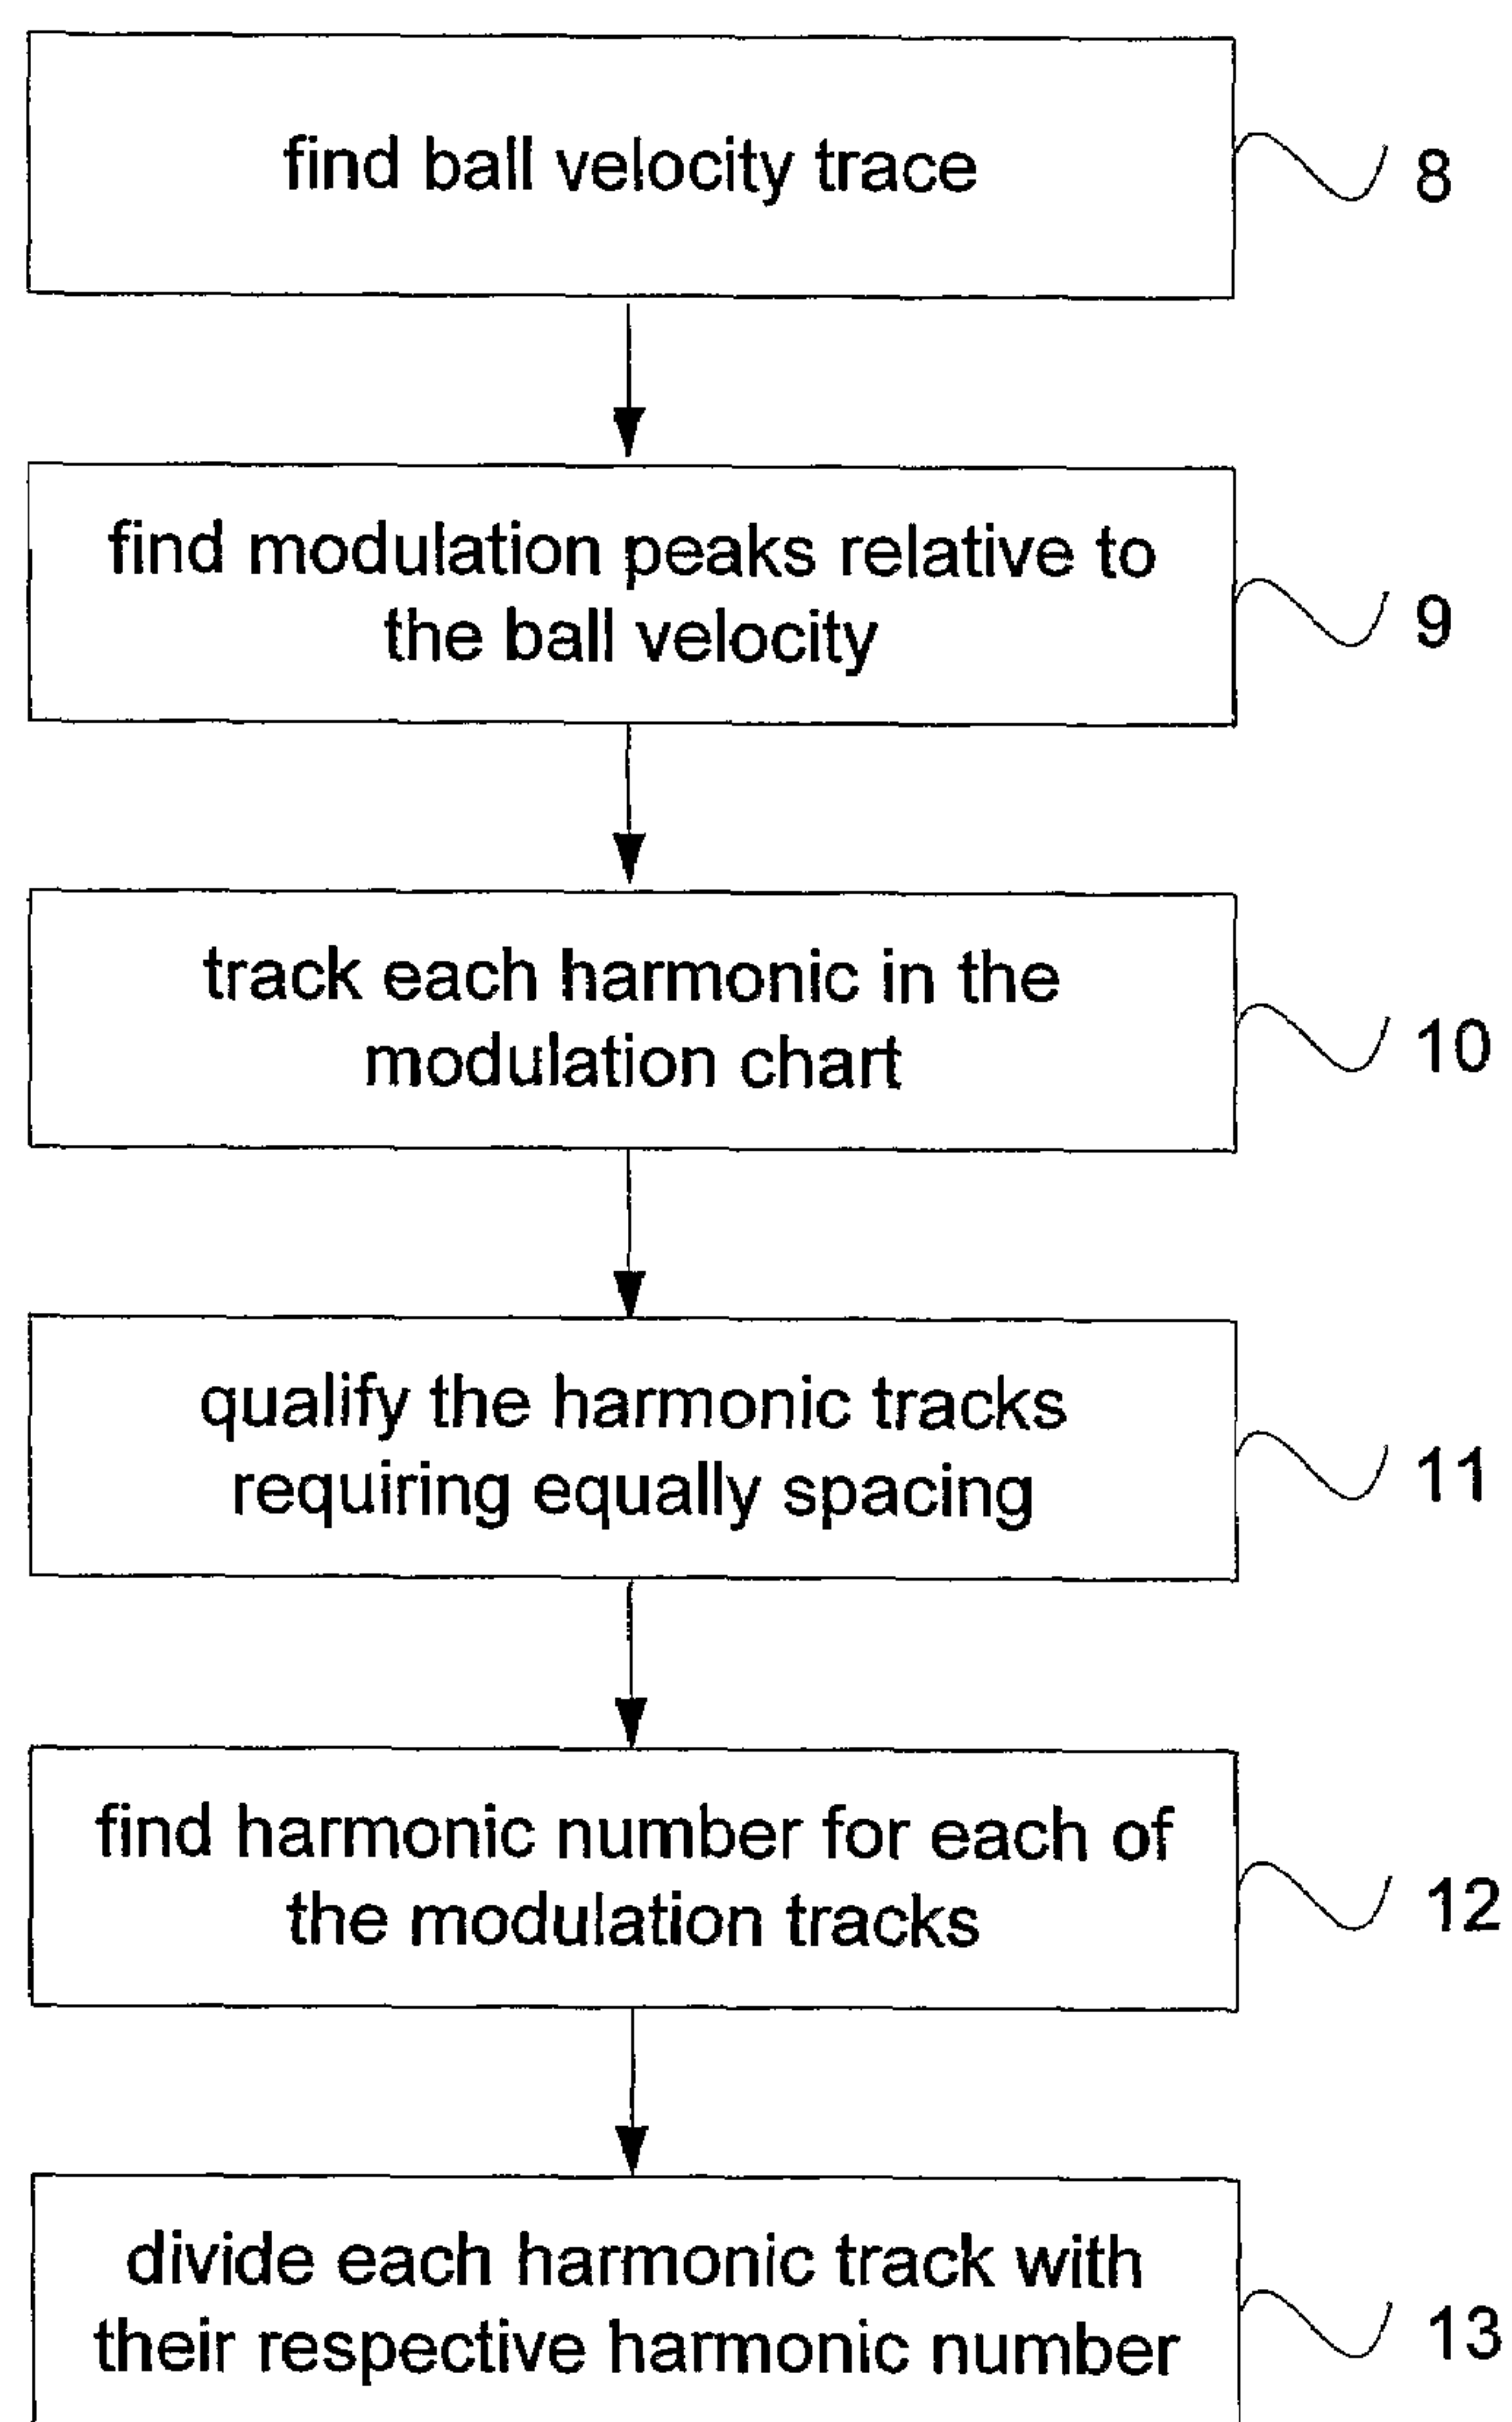 find ball velocity trace
8
find modulation peaks relative to
the ball velocity
9
track each harmonic in the
modulation chart
10
qualify the harmonic tracks
requiring equally spacing
11
find harmonic number for each of
the modulation tracks
12
divide each harmonic track with
their respective harmonic number
13